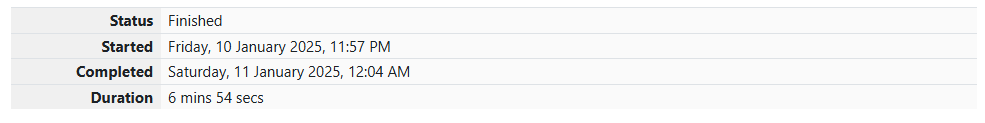 Status Finished
Started Friday, 10 January 2025, 11:57 PM
Completed Saturday, 11 January 2025, 12:04 AM
Duration 6 mins 54 secs